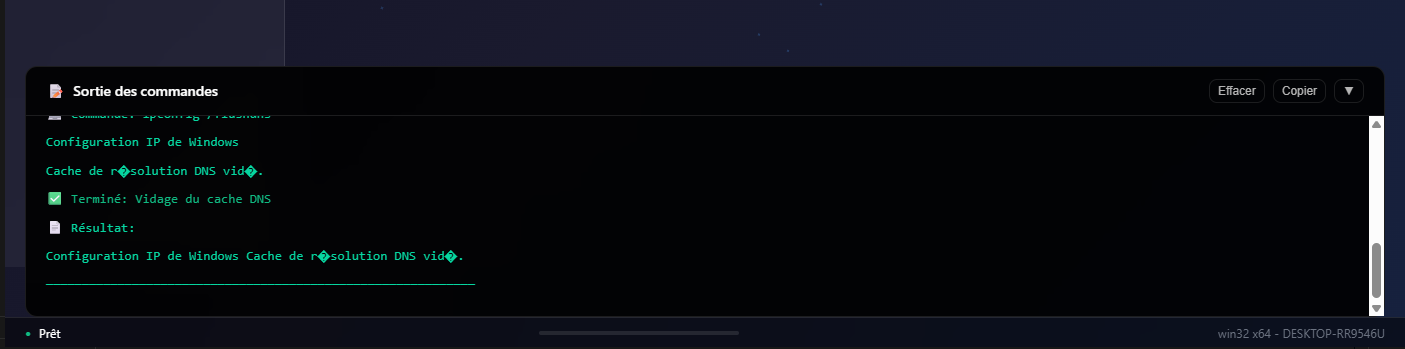 Sortie des commandes
Effacer
Copier
Commande: ipconfig /flushdns
Configuration IP de Windows
Cache de r�solution DNS vid�.
Terminé: Vidage du cache DNS
Résultat:
Configuration IP de Windows Cache de r�solution DNS vid�.
Prêt
win32 x64 - DESKTOP-RR9546U